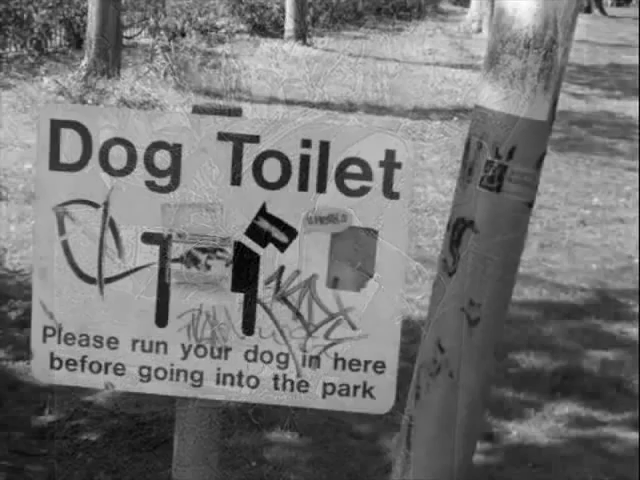 Dog Toilet
Please run your dog in here
before going into the park